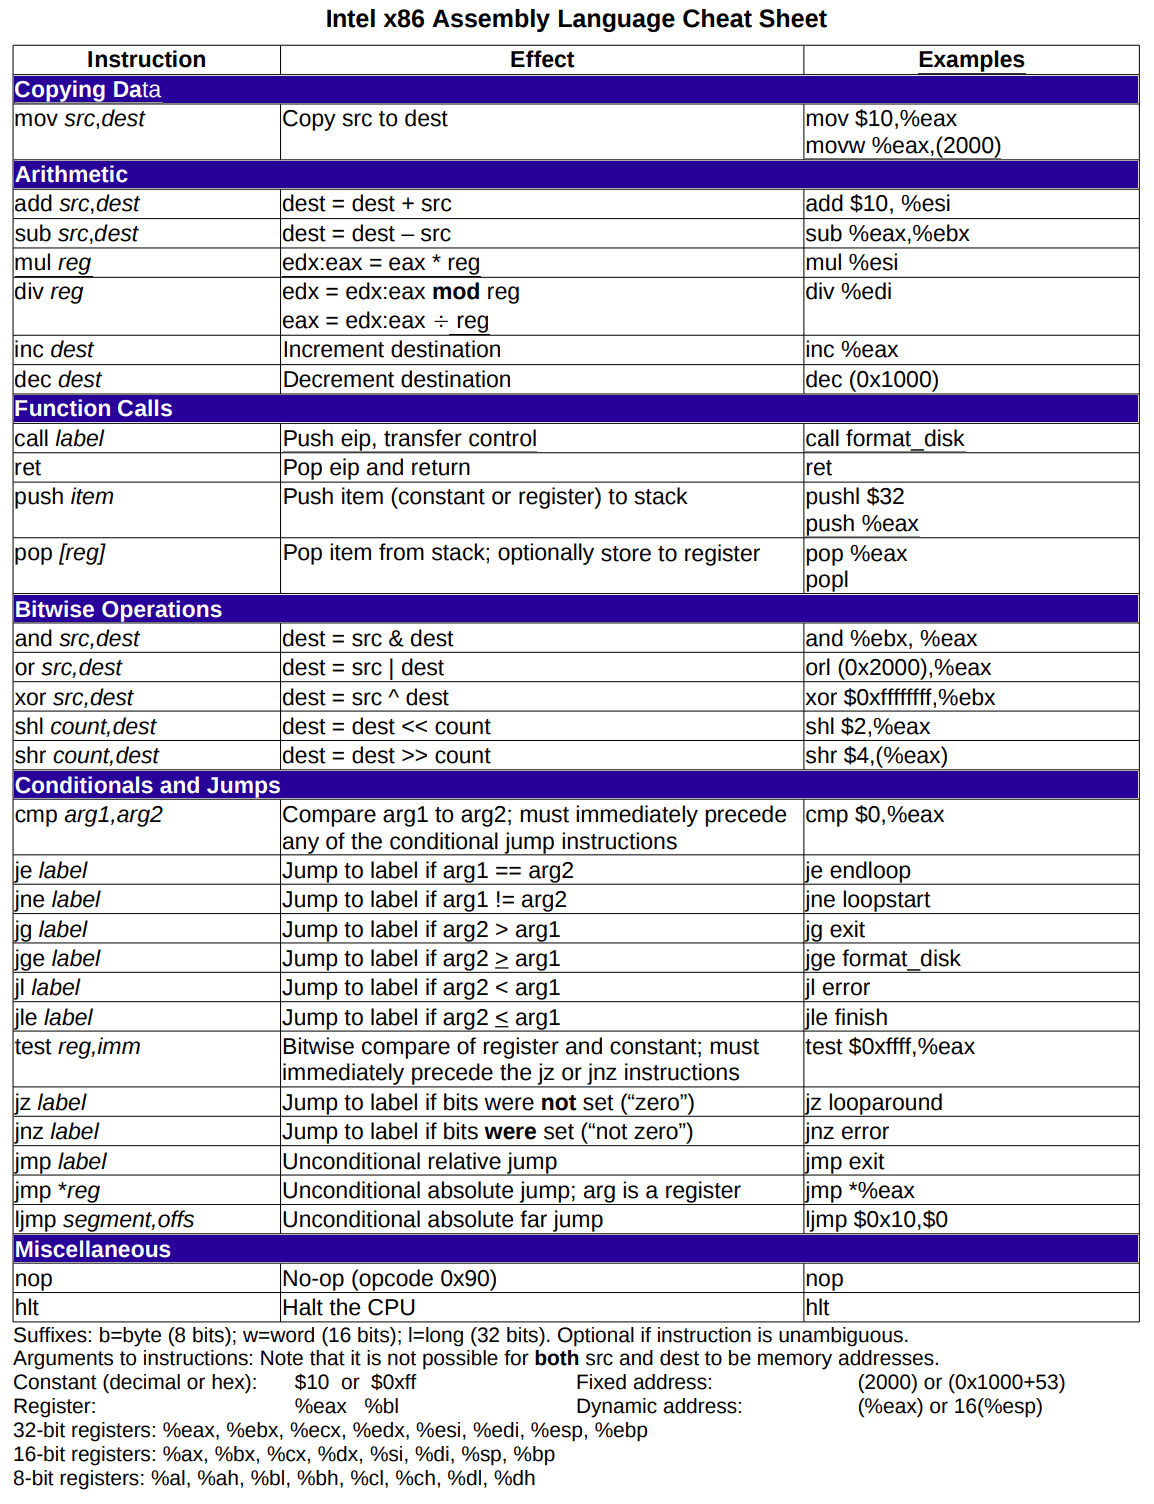 Intel x86 Assembly Language Cheat Sheet
Instruction Effect Examples
Copying Data
mov src,dest Copy src to dest mov $10,%eax
movw %eax,(2000)
Arithmetic
add src,dest dest = dest + src add $10, %esi
sub src,dest dest = dest – src sub %eax,%ebx
mul reg edx:eax = eax * reg mul %esi
div reg edx = edx:eax mod reg div %edi
eax = edx:eax ÷ reg
inc dest Increment destination inc %eax
dec dest Decrement destination dec (0x1000)
Function Calls
call label Push eip, transfer control call format_disk
ret Pop eip and return ret
push item Push item (constant or register) to stack pushl $32
push %eax
pop [reg] Pop item from stack; optionally store to register pop %eax
popl
Bitwise Operations
and src,dest dest = src & dest and %ebx, %eax
or src,dest dest = src | dest orl (0x2000),%eax
xor src,dest dest = src ^ dest xor $0xffffffff,%ebx
shl count,dest dest = dest << count shl $2,%eax
shr count,dest dest = dest >> count shr $4,(%eax)
Conditionals and Jumps
cmp arg1,arg2 Compare arg1 to arg2; must immediately precede cmp $0,%eax
any of the conditional jump instructions
je label Jump to label if arg1 == arg2 je endloop
jne label Jump to label if arg1 != arg2 jne loopstart
jg label Jump to label if arg2 > arg1 jg exit
jge label Jump to label if arg2 ≥ arg1 jge format_disk
jl label Jump to label if arg2 < arg1 jl error
jle label Jump to label if arg2 ≤ arg1 jle finish
test reg,imm Bitwise compare of register and constant; must test $0xffff,%eax
immediately precede the jz or jnz instructions
jz label Jump to label if bits were not set (“zero”) jz looparound
jnz label Jump to label if bits were set (“not zero”) jnz error
jmp label Unconditional relative jump jmp exit
jmp *reg Unconditional absolute jump; arg is a register jmp *%eax
ljmp segment,offs Unconditional absolute far jump ljmp $0x10,$0
Miscellaneous
nop No-op (opcode 0x90) nop
hlt Halt the CPU hlt
Suffixes: b=byte (8 bits); w=word (16 bits); l=long (32 bits). Optional if instruction is unambiguous.
Arguments to instructions: Note that it is not possible for both src and dest to be memory addresses.
Constant (decimal or hex): $10 or $0xff Fixed address: (2000) or (0x1000+53)
Register: %eax %bl Dynamic address: (%eax) or 16(%esp)
32-bit registers: %eax, %ebx, %ecx, %edx, %esi, %edi, %esp, %ebp
16-bit registers: %ax, %bx, %cx, %dx, %si, %di, %sp, %bp
8-bit registers: %al, %ah, %bl, %bh, %cl, %ch, %dl, %dh